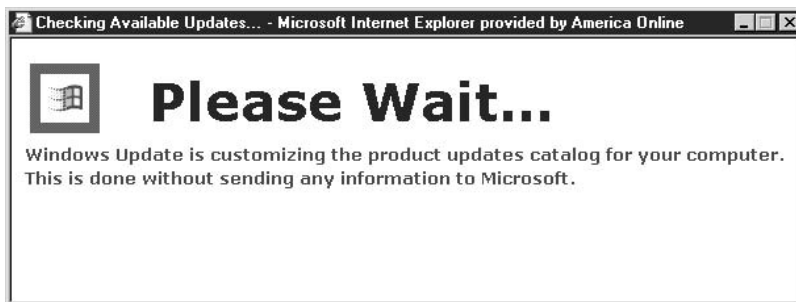 Checking Available Updates... - Microsoft Internet Explorer provided by America Online
Please Wait...
Windows Update is customizing the product updates catalog for your computer.
This is done without sending any information to Microsoft.